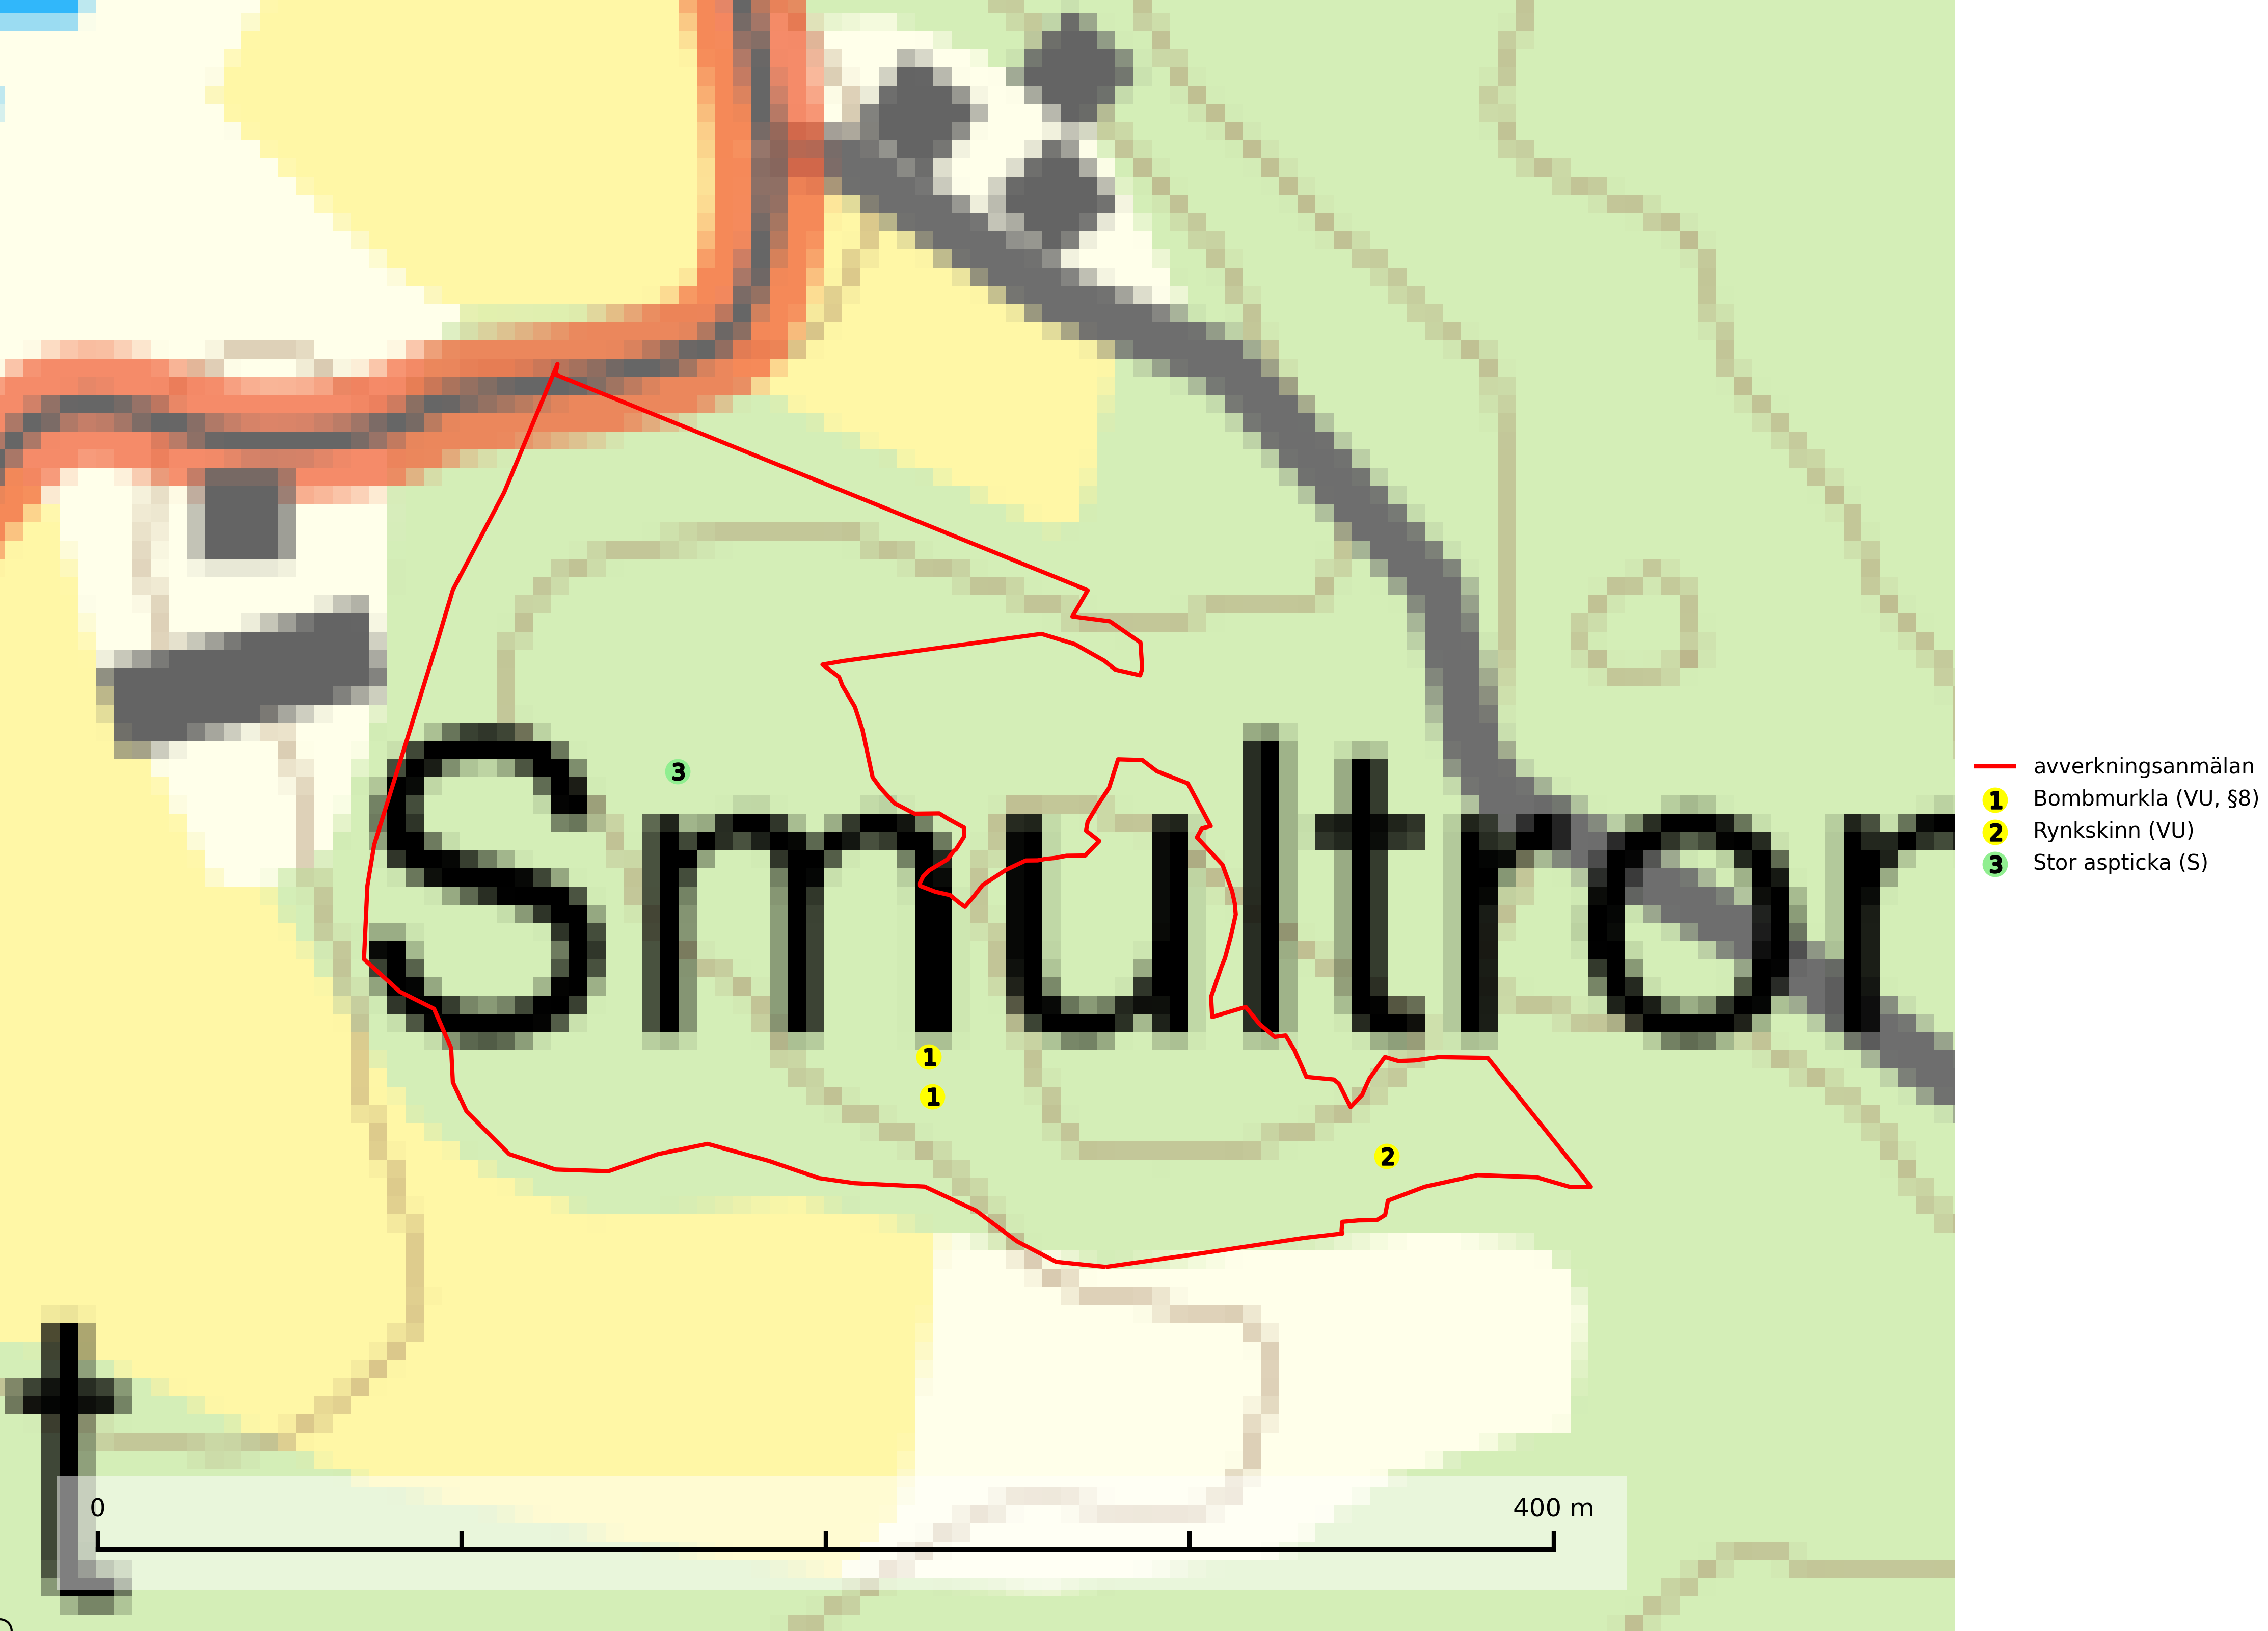 3
Smultror
1
1
2
t
0 400 m
avverkningsanmälan
1 Bombmurkla (VU, §8)
2 Rynkskinn (VU)
3 Stor aspticka (S)